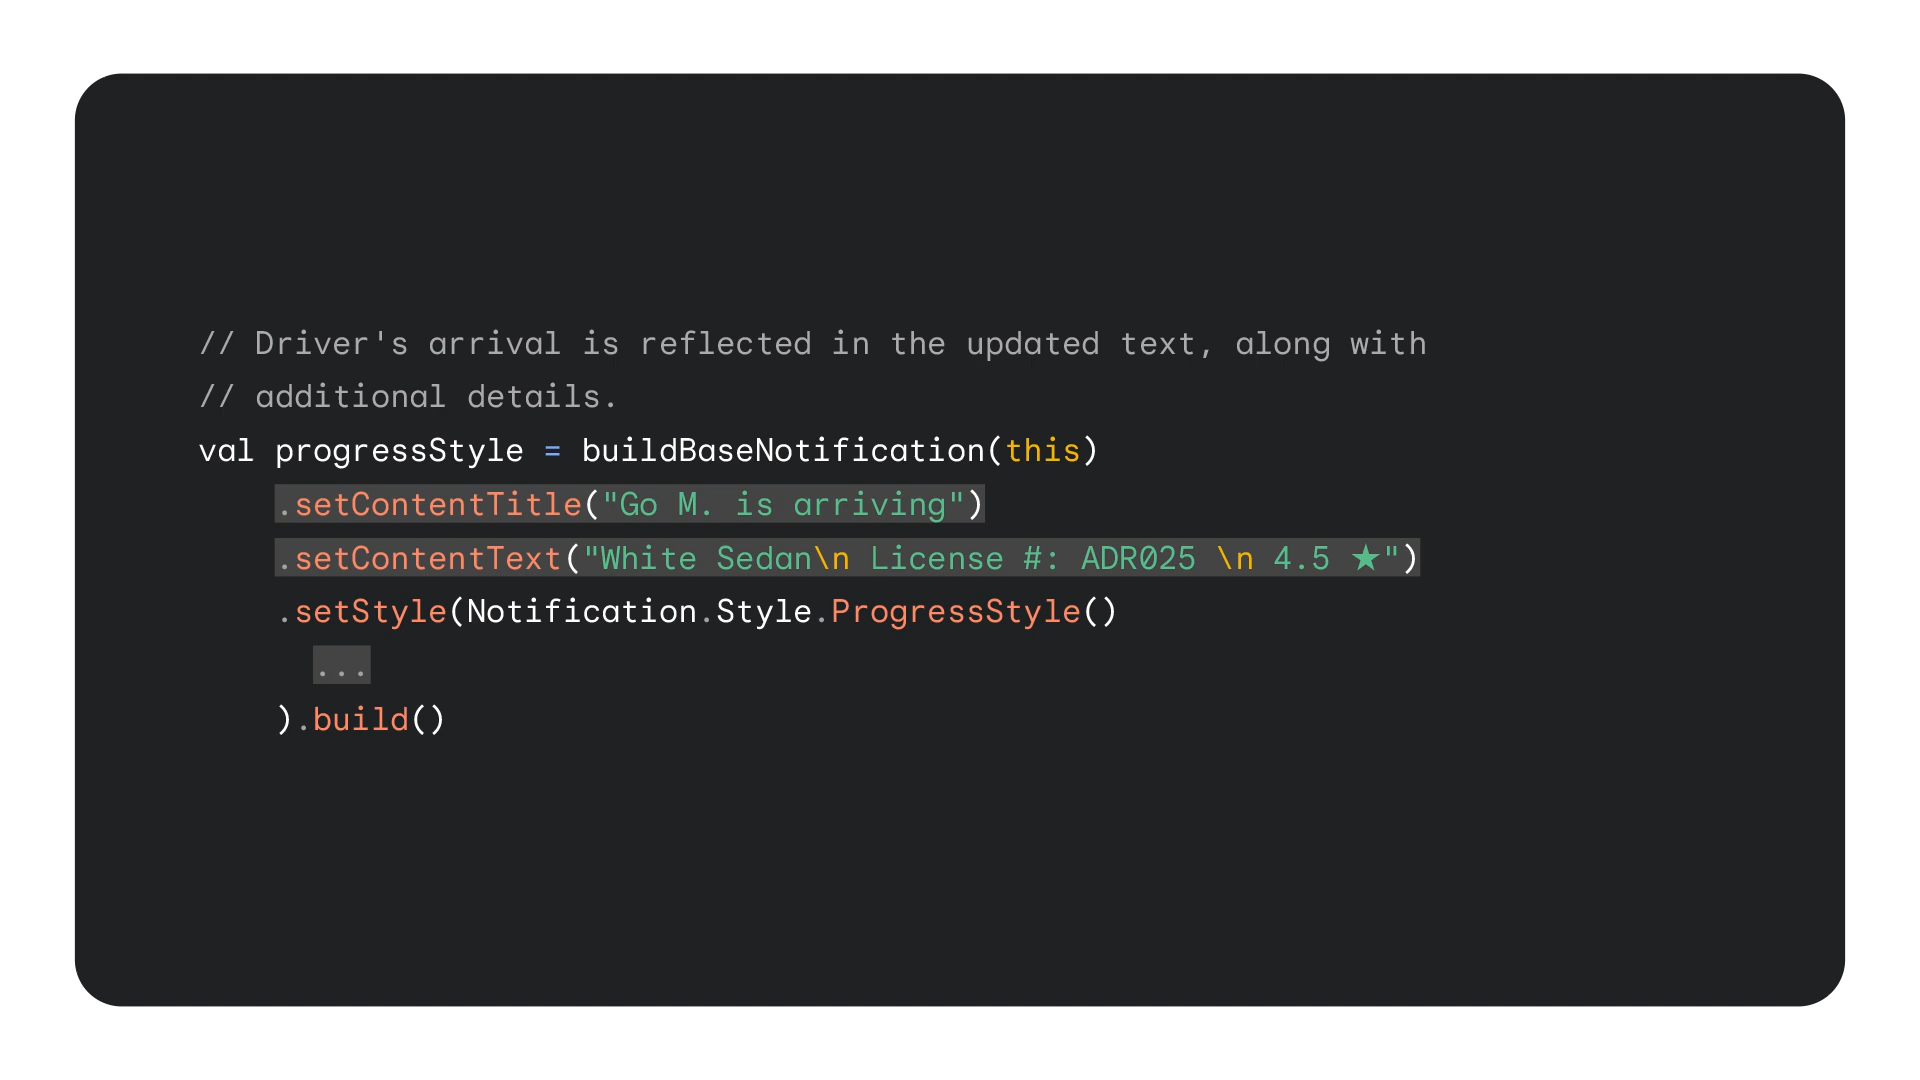 // Driver's arrival is reflected in the updated text, along with
// additional details.
val progressStyle = buildBaseNotification(this)
    .setContentTitle("Go M. is arriving")
    .setContentText("White Sedan\n License #: ADR025 \n 4.5 ★")
    .setStyle(Notification.Style.ProgressStyle()
      ...
    ).build()